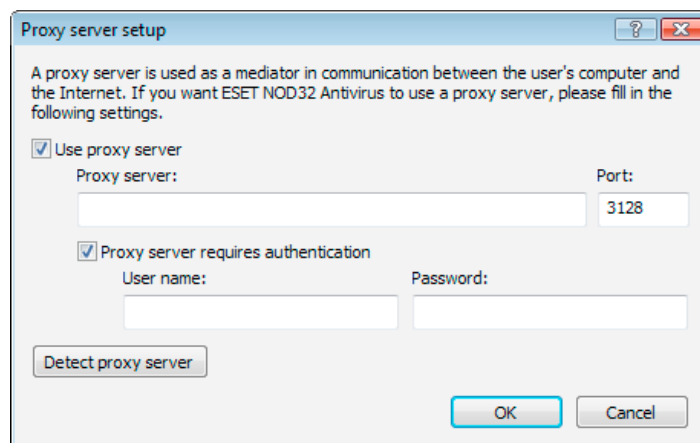 Proxy server setup
A proxy server is used as a mediator in communication between the user's computer and
the Internet. If you want ESET NOD32 Antivirus to use a proxy server, please fill in the
following settings.
Use proxy server
Proxy server: Port:
3128
Proxy server requires authentication
User name: Password:
Detect proxy server
OK Cancel